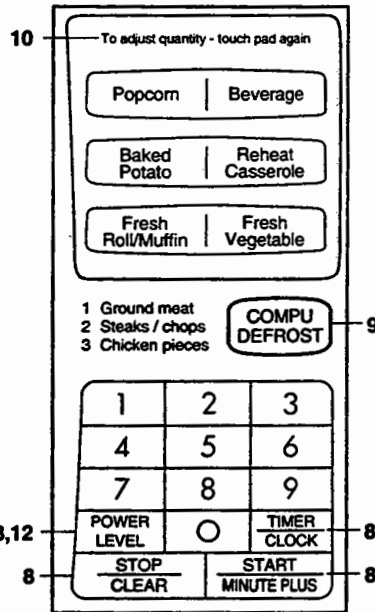 10 To adjust quantity - touch pad again
Popcorn Beverage
Baked Potato Reheat Casserole
Fresh Roll/Muffin Fresh Vegetable
1 Ground meat
2 Steaks / chops
3 Chicken pieces
COMPU
DEFROST
9
1 2 3
4 5 6
7 8 9
POWER
LEVEL
0
TIMER
CLOCK
8
,12
8
STOP
CLEAR
START
MINUTE PLUS
8